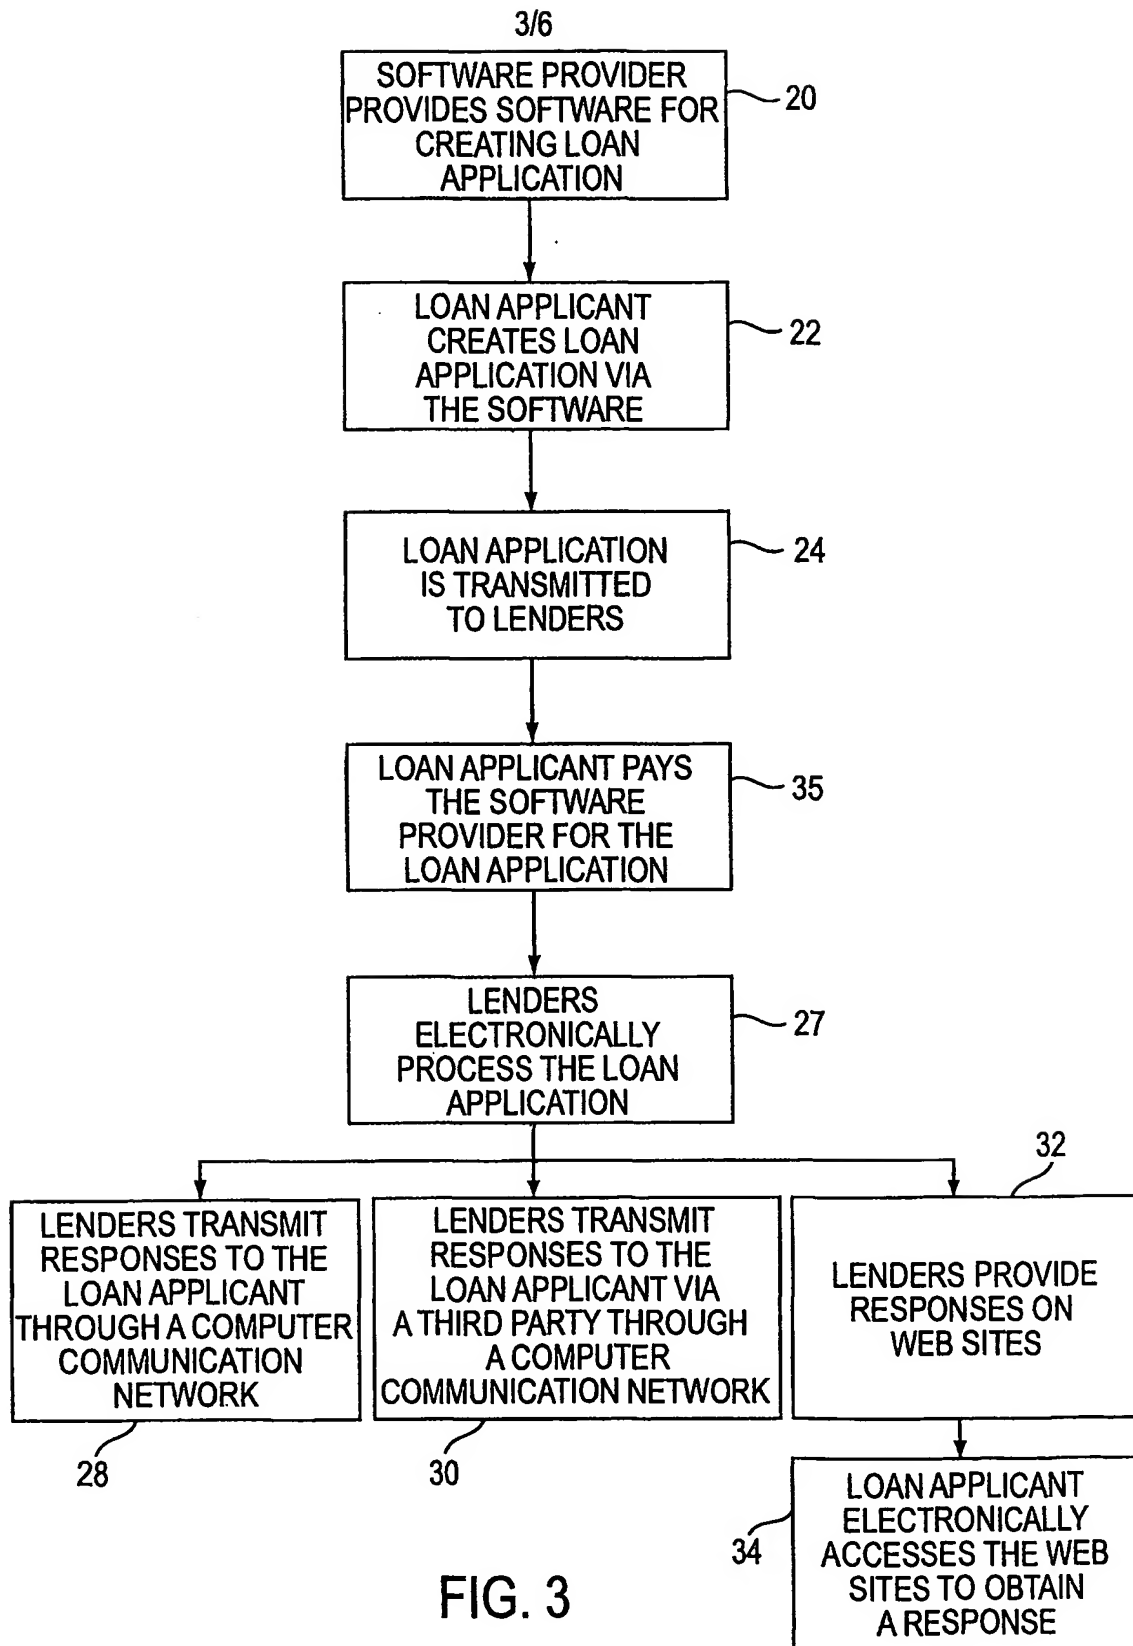 3/6
SOFTWARE PROVIDER
PROVIDES SOFTWARE FOR
CREATING LOAN
APPLICATION
20
LOAN APPLICANT
CREATES LOAN
APPLICATION VIA
THE SOFTWARE
22
LOAN APPLICATION
IS TRANSMITTED
TO LENDERS
24
LOAN APPLICANT PAYS
THE SOFTWARE
PROVIDER FOR THE
LOAN APPLICATION
35
LENDERS
ELECTRONICALLY
PROCESS THE LOAN
APPLICATION
27
LENDERS TRANSMIT
RESPONSES TO THE
LOAN APPLICANT
THROUGH A COMPUTER
COMMUNICATION
NETWORK
28
LENDERS TRANSMIT
RESPONSES TO THE
LOAN APPLICANT VIA
A THIRD PARTY THROUGH
A COMPUTER
COMMUNICATION NETWORK
30
32
LENDERS PROVIDE
RESPONSES ON
WEB SITES
LOAN APPLICANT
ELECTRONICALLY
ACCESSES THE WEB
SITES TO OBTAIN
A RESPONSE
34
FIG. 3